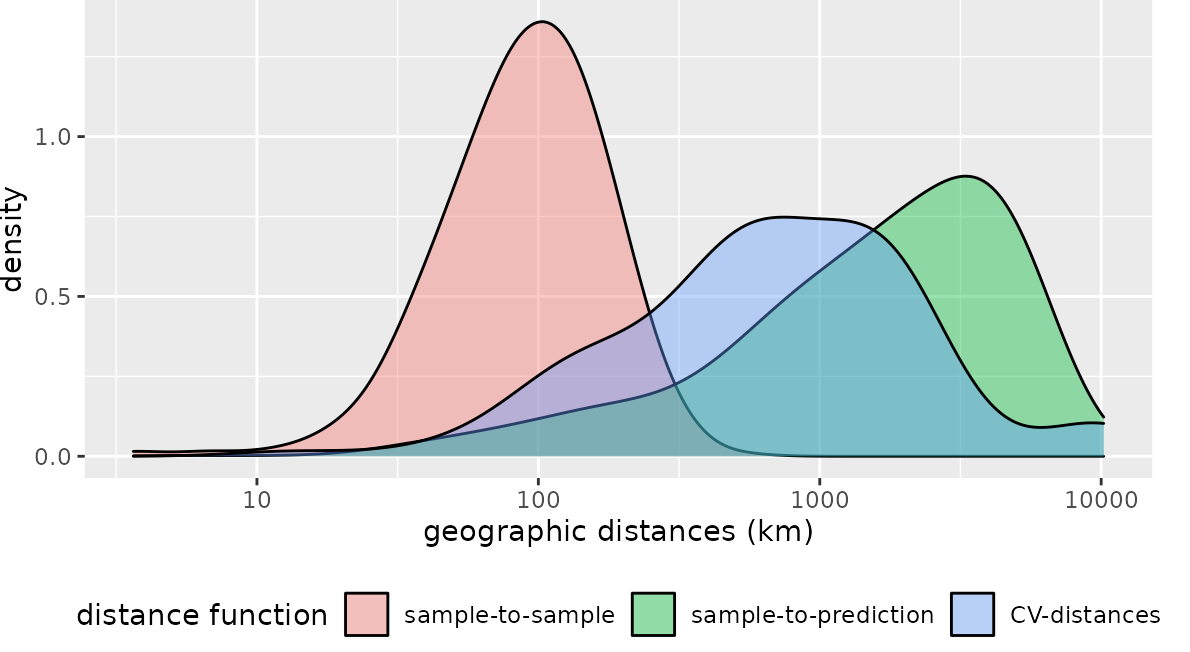 1.0
density
0.5
0.0
10 100 1000 10000
geographic distances (km)
distance function sample-to-sample sample-to-prediction CV-distances